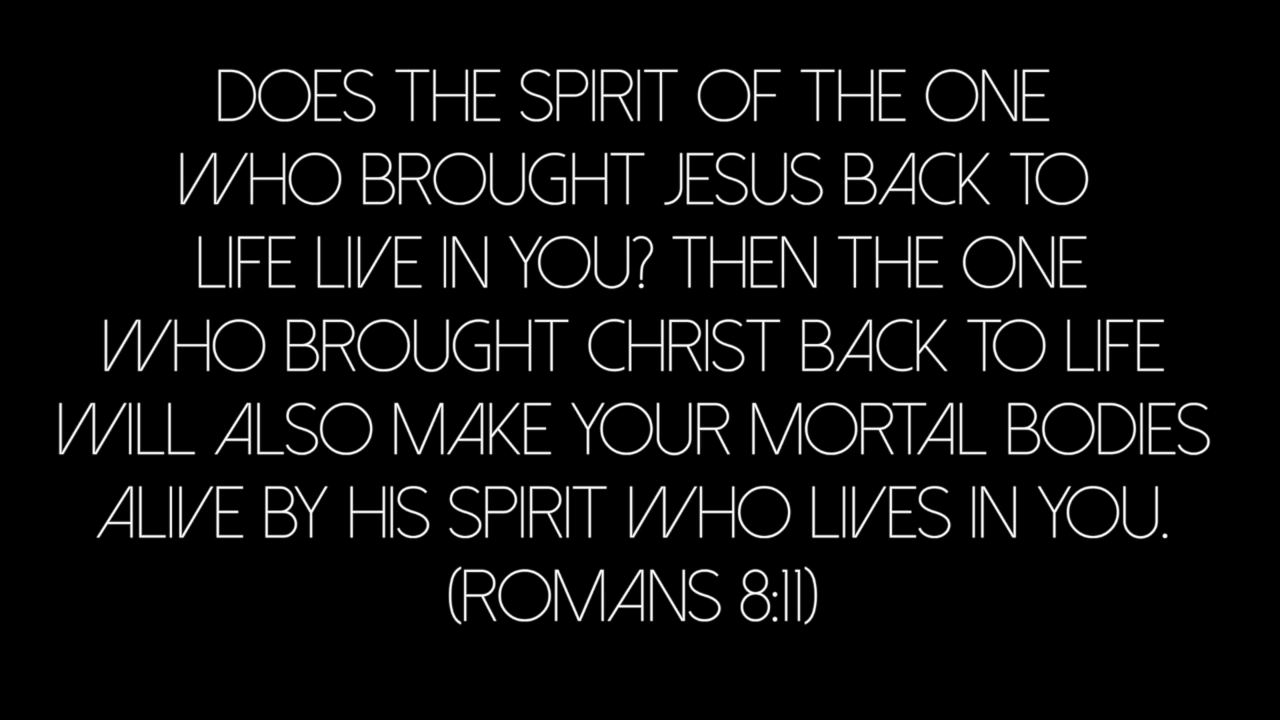 DOES THE SPIRIT OF THE ONE
WHO BROUGHT JESUS BACK TO
LIFE LIVE IN YOU? THEN THE ONE
WHO BROUGHT CHRIST BACK TO LIFE
WILL ALSO MAKE YOUR MORTAL BODIES
ALIVE BY HIS SPIRIT WHO LIVES IN YOU.
(ROMANS 8:11)